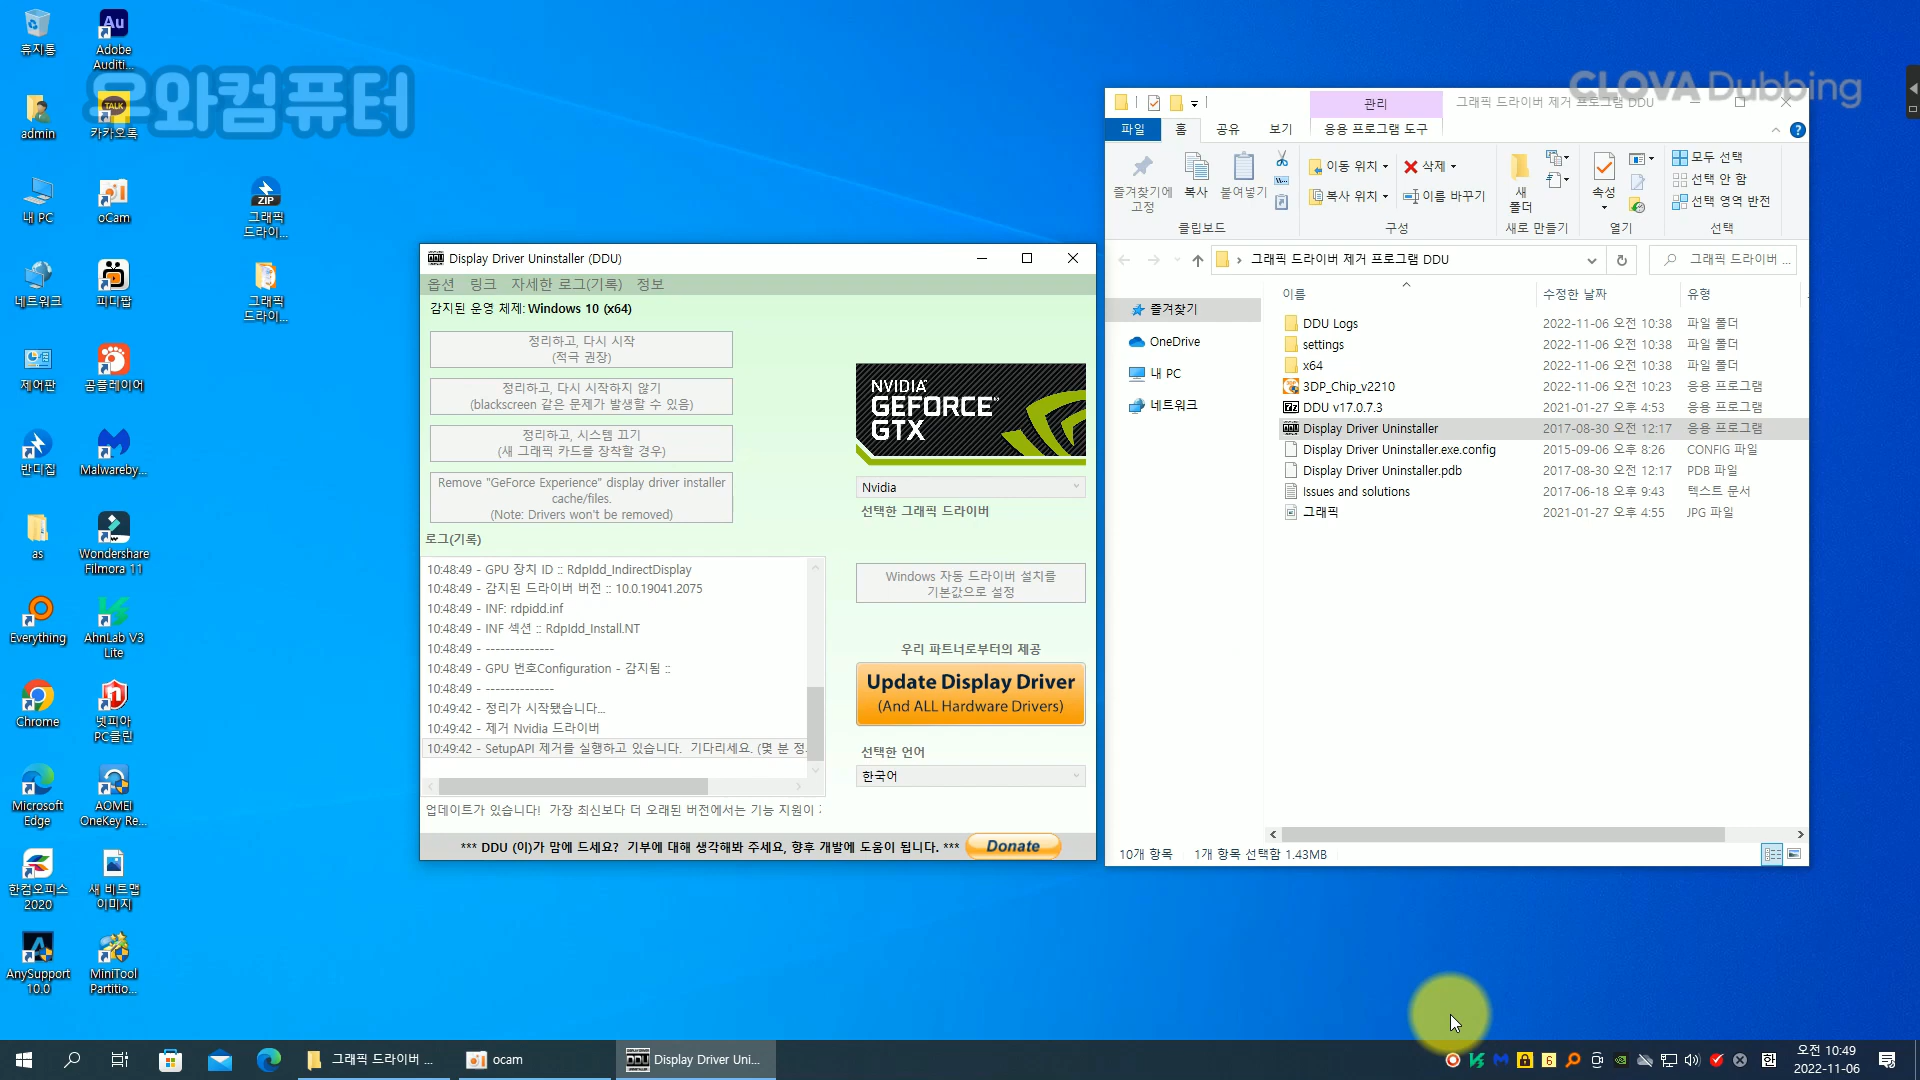 휴지통
Adobe
Auditi...
우와컴퓨터
admin
TALK
카카오톡
내 PC
oCam
ZIP
그래픽
드라이...
네트워크
피디팝
그래픽
드라이...
제어판
곰플레이어
반디집
Malwareby...
as
Wondershare
Filmora 11
Everything
AhnLab V3
Lite
Chrome
넷피아
PC클린
Microsoft
Edge
AOMEI
OneKey Re...
한컴오피스
2020
새 비트맵
이미지
AnySupport
10.0
MiniTool
Partitio...
Display Driver Uninstaller (DDU)
옵션 링크 자세한 로그(기록) 정보
감지된 운영 체제: Windows 10 (x64)
정리하고, 다시 시작
(적극 권장)
정리하고, 다시 시작하지 않기
(blackscreen 같은 문제가 발생할 수 있음)
정리하고, 시스템 끄기
(새 그래픽 카드를 장착할 경우)
Remove "GeForce Experience" display driver installer
cache/files.
(Note: Drivers won't be removed)
로그(기록)
10:48:49 - GPU 장치 ID :: RdpIdd_IndirectDisplay
10:48:49 - 감지된 드라이버 버전 :: 10.0.19041.2075
10:48:49 - INF: rdpidd.inf
10:48:49 - INF 섹션 :: RdpIdd_Install.NT
10:48:49 - --------------
10:48:49 - GPU 번호Configuration - 감지됨 ::
10:48:49 - --------------
10:49:42 - 정리가 시작됐습니다...
10:49:42 - 제거 Nvidia 드라이버
10:49:42 - SetupAPI 제거를 실행하고 있습니다. 기다리세요. (몇 분 정
업데이트가 있습니다! 가장 최신보다 더 오래된 버전에서는 기능 지원이
NVIDIA
GEFORCE
GTX
Nvidia
선택한 그래픽 드라이버
Windows 자동 드라이버 설치를
기본값으로 설정
우리 파트너로부터의 제공
Update Display Driver
(And ALL Hardware Drivers)
선택한 언어
한국어
*** DDU (이)가 맘에 드세요? 기부에 대해 생각해봐 주세요, 향후 개발에 도움이 됩니다. ***
Donate
CLOVA Dubbing
관리
그래픽 드라이버 제거 프로그램 DDU
파일 홈 공유 보기 응용 프로그램 도구
즐겨찾기에
고정
복사
붙여넣기
이동 위치
복사 위치
삭제
이름 바꾸기
새
폴더
속성
모두 선택
선택 안 함
선택 영역 반전
클립보드 구성 새로 만들기 열기 선택
그래픽 드라이버 제거 프로그램 DDU
그래픽 드라이버 ...
이름 수정한 날짜 유형
즐겨찾기
OneDrive
내 PC
네트워크
DDU Logs 2022-11-06 오전 10:38 파일 폴더
settings 2022-11-06 오전 10:38 파일 폴더
x64 2022-11-06 오전 10:38 파일 폴더
3DP_Chip_v2210 2022-11-06 오전 10:23 응용 프로그램
DDU v17.0.7.3 2021-01-27 오후 4:53 응용 프로그램
Display Driver Uninstaller 2017-08-30 오전 12:17 응용 프로그램
Display Driver Uninstaller.exe.config 2015-09-06 오후 8:26 CONFIG 파일
Display Driver Uninstaller.pdb 2017-08-30 오전 12:17 PDB 파일
Issues and solutions 2017-06-18 오후 9:43 텍스트 문서
그래픽 2021-01-27 오후 4:55 JPG 파일
10개 항목 1개 항목 선택함 1.43MB
그래픽 드라이버 ...
ocam
Display Driver Uni...
오전 10:49
2022-11-06